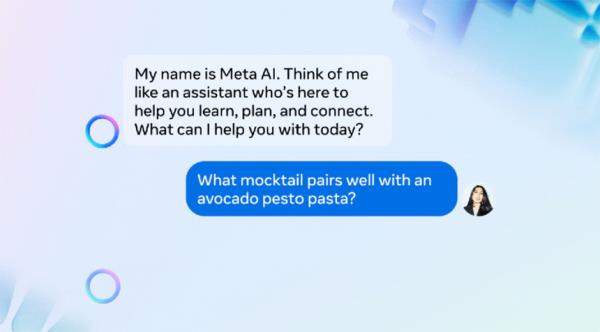 My name is Meta AI. Think of me
like an assistant who's here to
help you learn, plan, and connect.
What can I help you with today?
What mocktail pairs well with an
avocado pesto pasta?